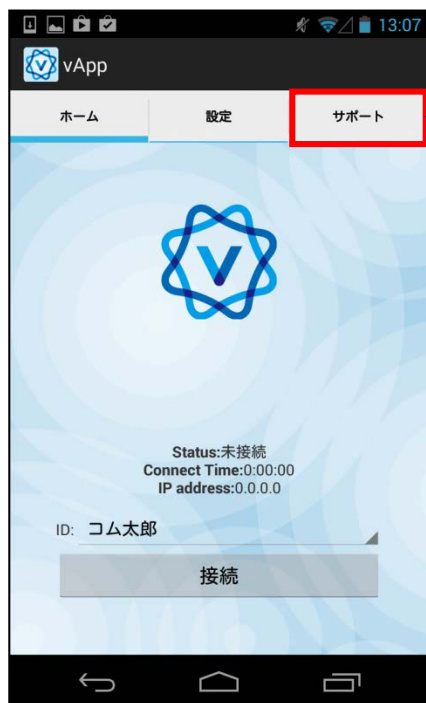 13:07
vApp
ホーム 設定 サポート
Status:未接続
Connect Time:0:00:00
IP address:0.0.0.0
ID: コム太郎
接続